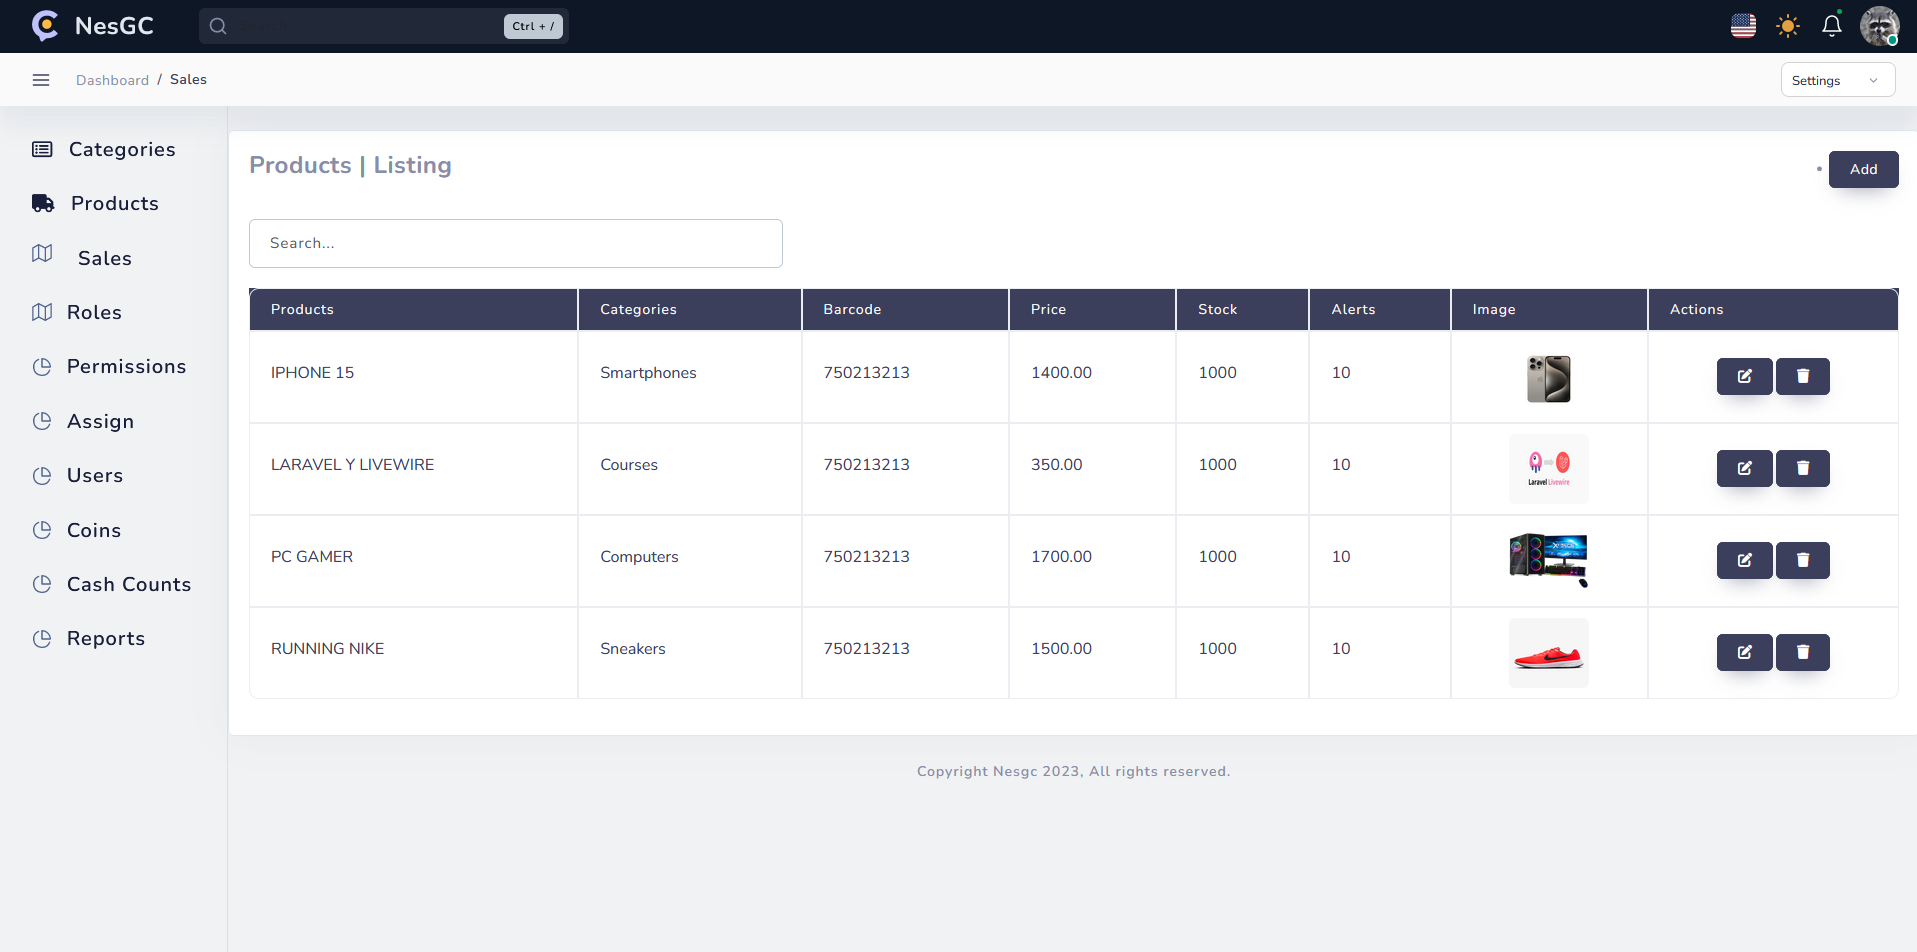 NesGC
Ctrl + /
Dashboard / Sales
Settings
Categories
Products
Sales
Roles
Permissions
Assign
Users
Coins
Cash Counts
Reports
Products | Listing
Add
Search...
Products Categories Barcode Price Stock Alerts Image Actions
IPHONE 15 Smartphones 750213213 1400.00 1000 10
LARAVEL Y LIVEWIRE Courses 750213213 350.00 1000 10
Laravel Livewire
PC GAMER Computers 750213213 1700.00 1000 10
RUNNING NIKE Sneakers 750213213 1500.00 1000 10
Copyright Nesgc 2023, All rights reserved.